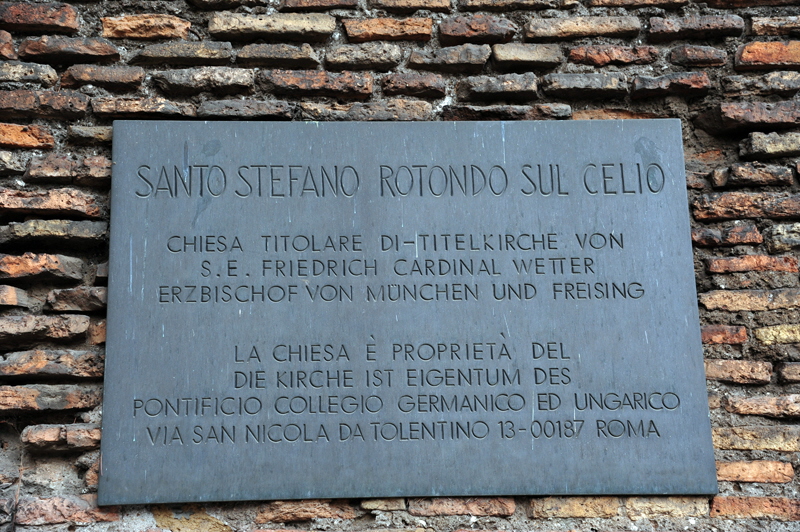 SANTO STEFANO ROTONDO SUL CELIO
CHIESA TITOLARE DI-TITELKIRCHE VON
S.E. FRIEDRICH CARDINAL WETTER
ERZBISCHOF VON MÜNCHEN UND FREISING
LA CHIESA È PROPRIETÀ DEL
DIE KIRCHE IST EIGENTUM DES
PONTIFICIO COLLEGIO GERMANICO ED UNGARICO
VIA SAN NICOLA DA TOLENTINO 13-00187 ROMA